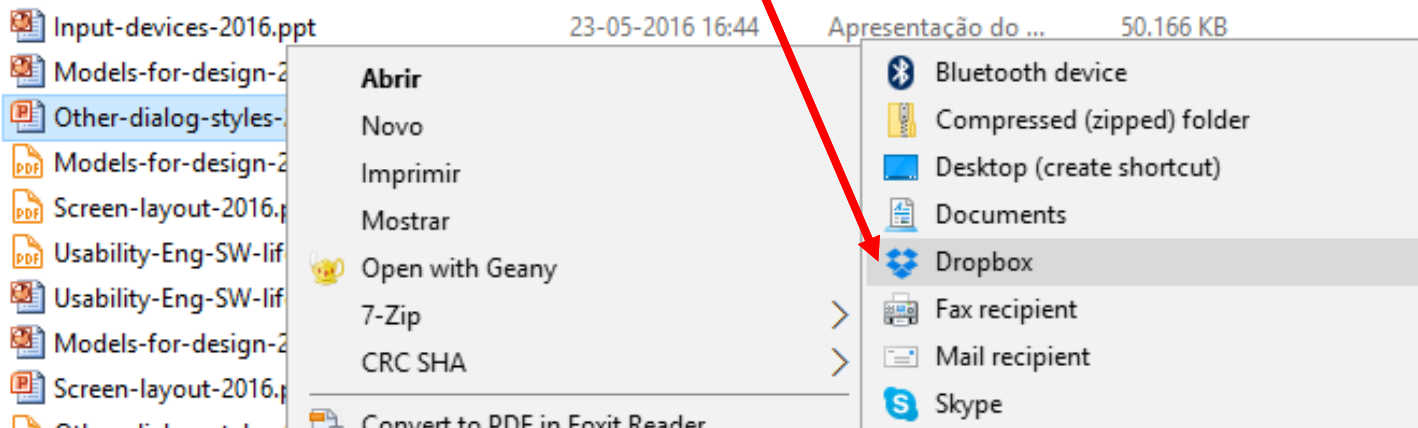 Input-devices-2016.ppt 23-05-2016 16:44 Apresentação do ... 50.166 KB
Models-for-design-2
Other-dialog-styles-
Models-for-design-2
Screen-layout-2016.p
Usability-Eng-SW-lif
Usability-Eng-SW-lif
Models-for-design-2
Screen-layout-2016.p
Abrir
Novo
Imprimir
Mostrar
Open with Geany
7-Zip
CRC SHA
Convert to PDF in Foxit Reader
Bluetooth device
Compressed (zipped) folder
Desktop (create shortcut)
Documents
Dropbox
Fax recipient
Mail recipient
Skype